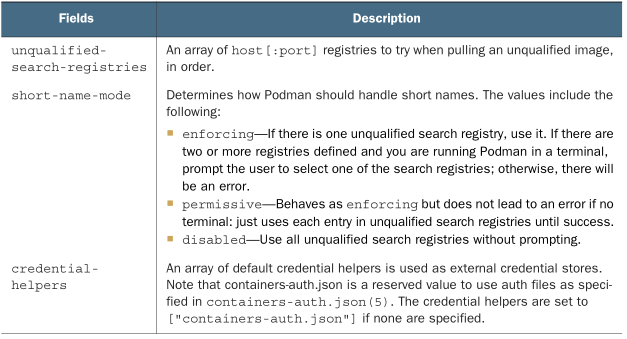 Fields Description
unqualified-
search-registries
An array of host[:port] registries to try when pulling an unqualified image,
in order.
short-name-mode
Determines how Podman should handle short names. The values include the
following:
■ enforcing—If there is one unqualified search registry, use it. If there are
two or more registries defined and you are running Podman in a terminal,
prompt the user to select one of the search registries; otherwise, there will
be an error.
■ permissive—Behaves as enforcing but does not lead to an error if no
terminal: just uses each entry in unqualified search registries until success.
■ disabled—Use all unqualified search registries without prompting.
credential-
helpers
An array of default credential helpers is used as external credential stores.
Note that containers-auth.json is a reserved value to use auth files as speci-
fied in containers-auth.json(5). The credential helpers are set to
["containers-auth.json"] if none are specified.